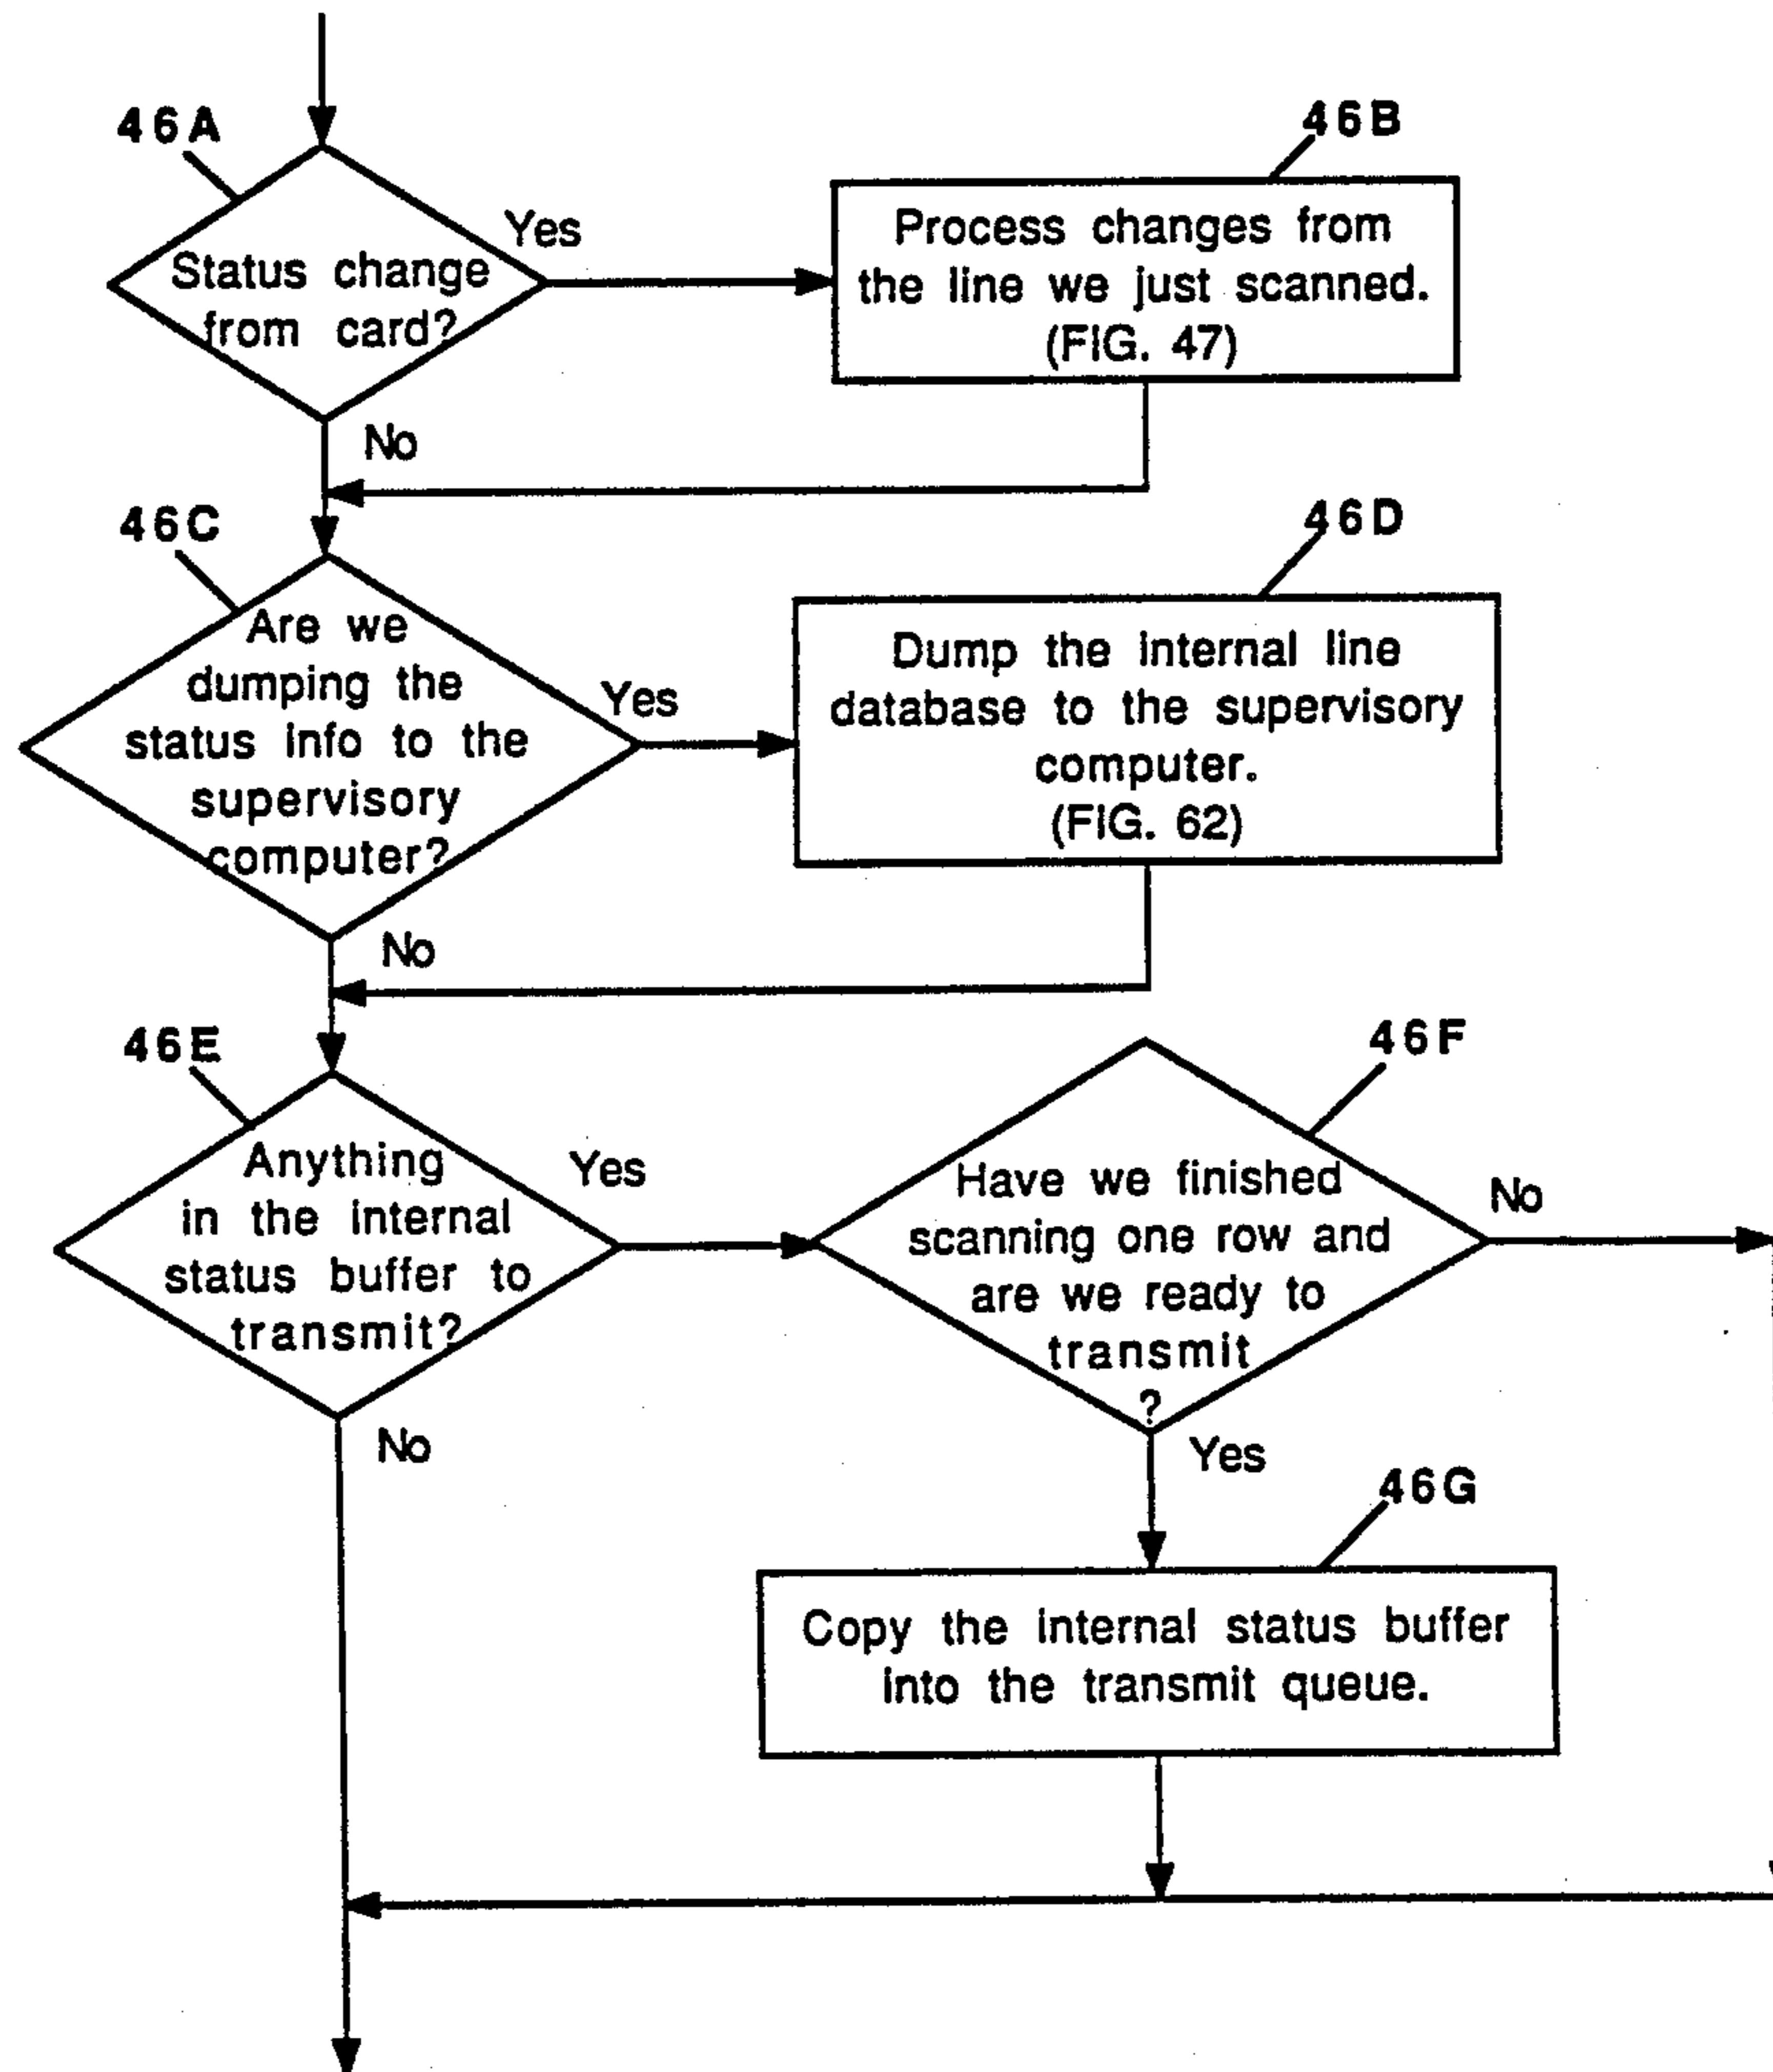 46A
Status change
from card?
Yes
No
46B
Process changes from
the line we just scanned.
(FIG. 47)
46C
Are we
dumping the
status info to the
supervisory
computer?
Yes
No
46D
Dump the internal line
database to the supervisory
computer.
(FIG. 62)
46E
Anything
in the internal
status buffer to
transmit?
Yes
No
46F
Have we finished
scanning one row and
are we ready to
transmit
?
No
Yes
46G
Copy the internal status buffer
into the transmit queue.